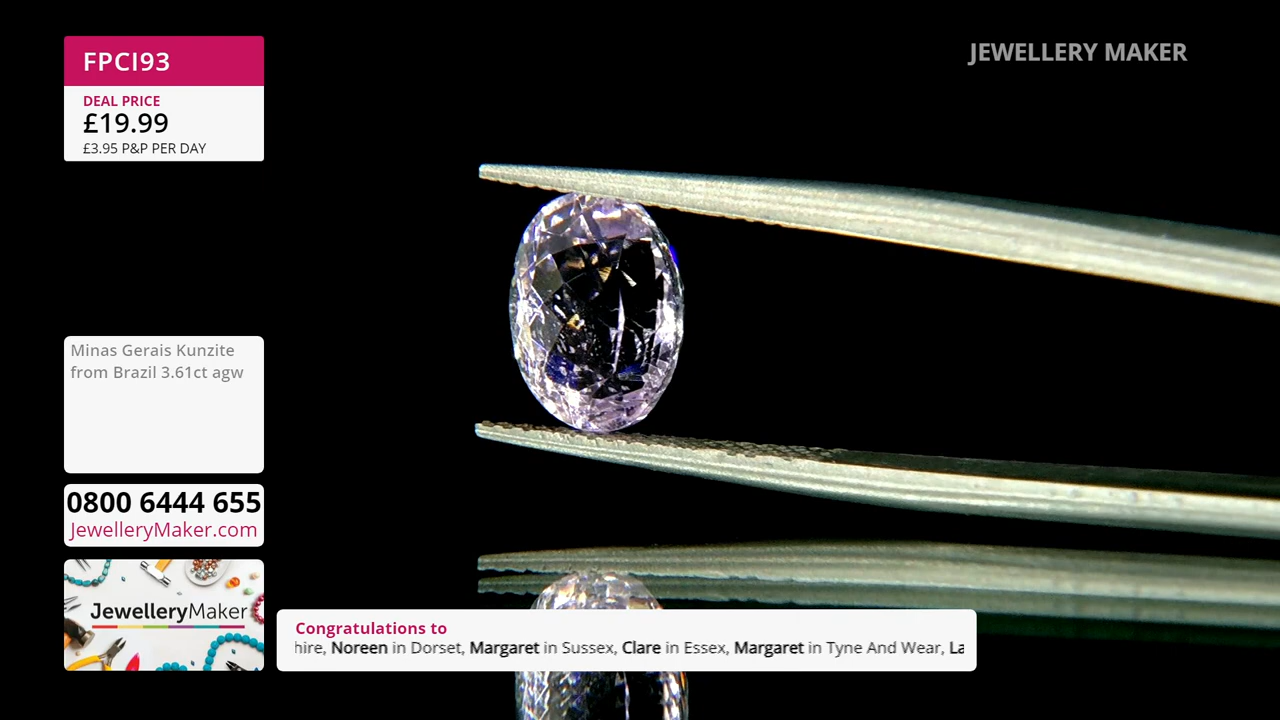 FPCI93
DEAL PRICE
£19.99
£3.95 P&P PER DAY
JEWELLERY MAKER
Minas Gerais Kunzite
from Brazil 3.61ct agw
0800 6444 655
JewelleryMaker.com
JewelleryMaker
Congratulations to
hire, Noreen in Dorset, Margaret in Sussex, Clare in Essex, Margaret in Tyne And Wear, La